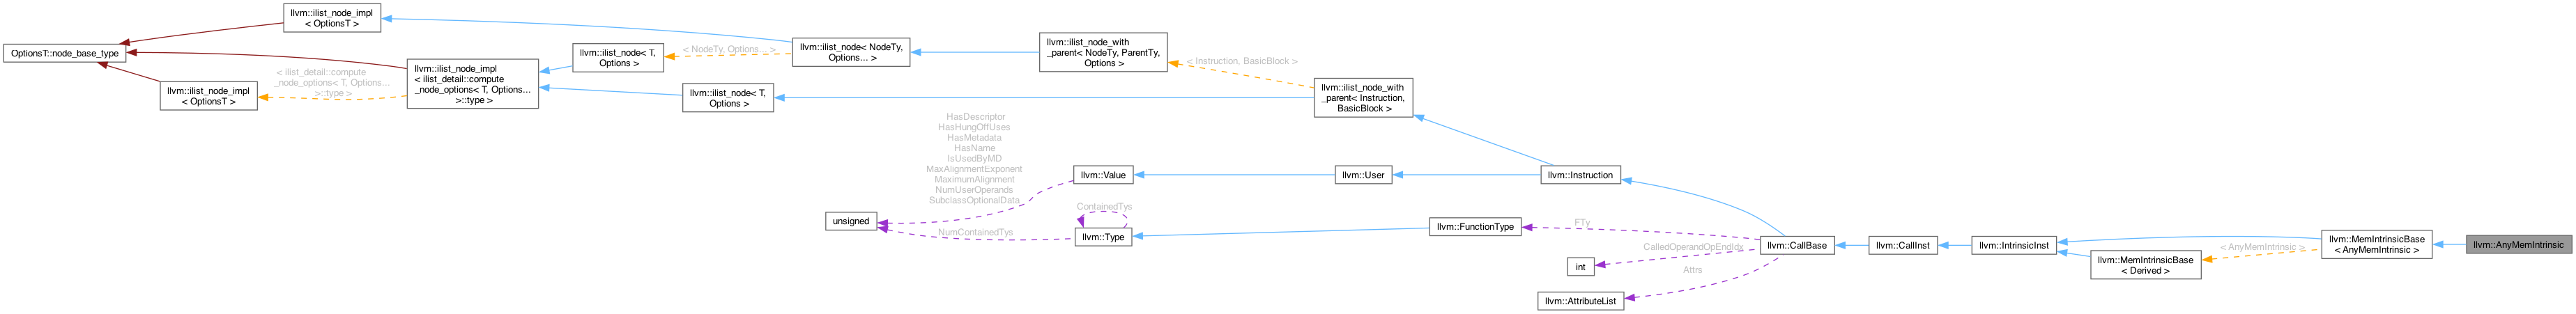 llvm::ilist_node_impl
< OptionsT >
OptionsT::node_base_type
llvm::ilist_node_impl
< OptionsT >
< ilist_detail::compute
_node_options< T, Options...
>::type >
llvm::ilist_node_impl
< ilist_detail::compute
_node_options< T, Options...
>::type >
llvm::ilist_node< T,
Options >
< NodeTy, Options... >
llvm::ilist_node< T,
Options >
llvm::ilist_node< NodeTy,
Options... >
llvm::ilist_node_with
_parent< NodeTy, ParentTy,
Options >
< Instruction, BasicBlock >
llvm::ilist_node_with
_parent< Instruction,
BasicBlock >
HasDescriptor
HasHungOffUses
HasMetadata
HasName
IsUsedByMD
MaxAlignmentExponent
MaximumAlignment
NumUserOperands
SubclassOptionalData
unsigned
llvm::Value
llvm::User
llvm::Instruction
ContainedTys
NumContainedTys
llvm::Type
llvm::FunctionType
FTy
CalledOperandOpEndIdx
int
Attrs
llvm::AttributeList
llvm::CallBase
llvm::CallInst
llvm::IntrinsicInst
llvm::MemIntrinsicBase
< Derived >
< AnyMemIntrinsic >
llvm::MemIntrinsicBase
< AnyMemIntrinsic >
llvm::AnyMemIntrinsic